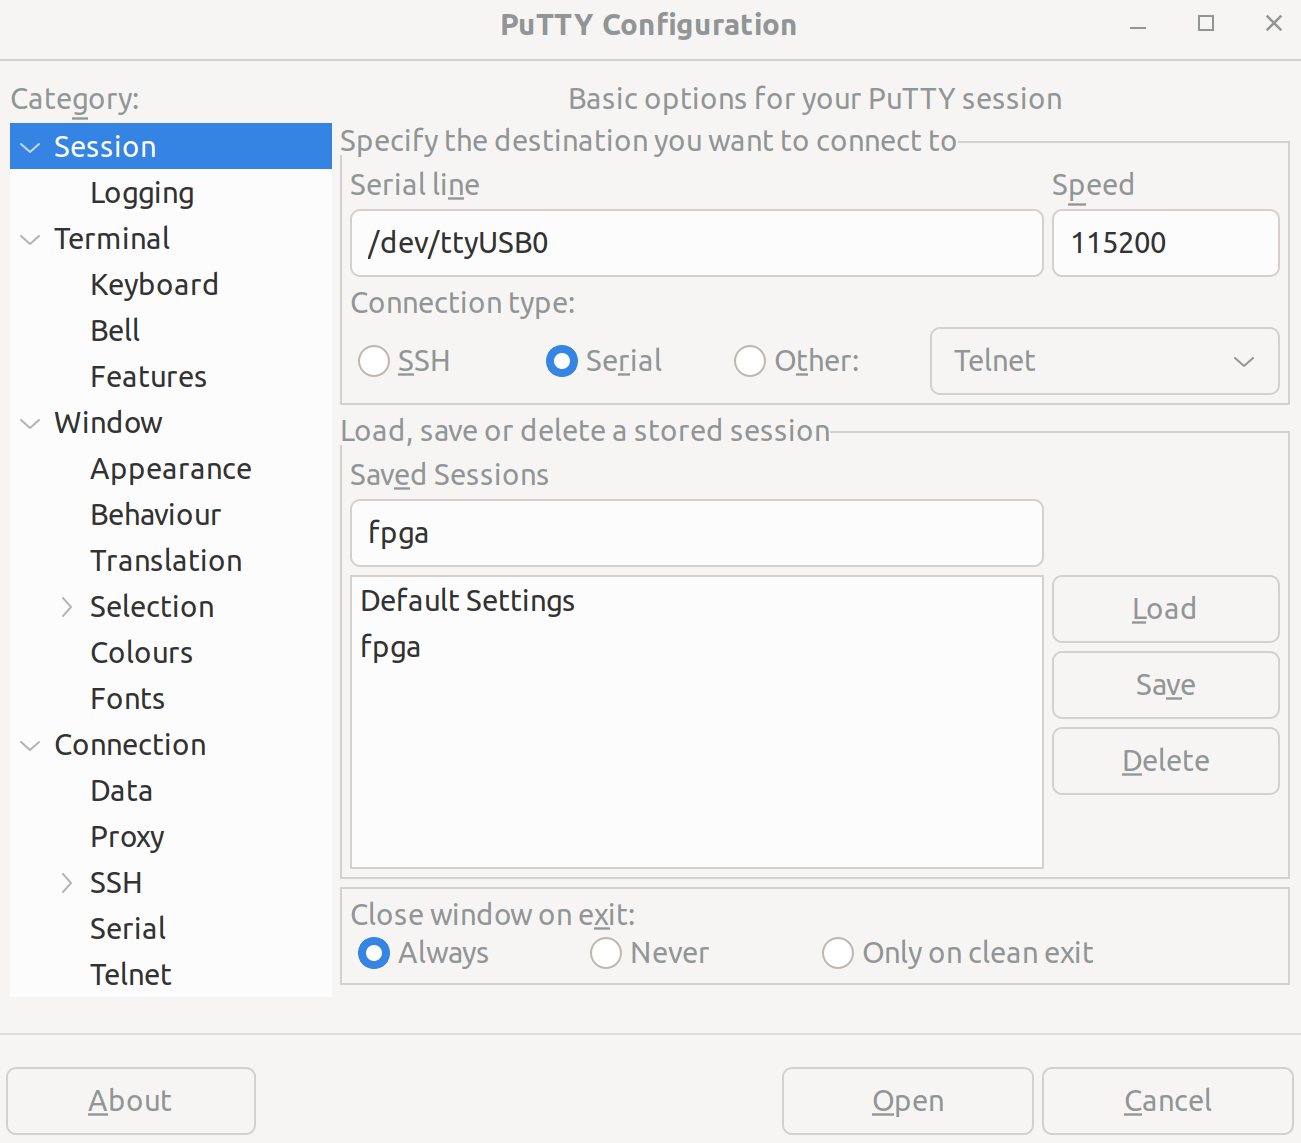 PuTTY Configuration
Category:
Session
Logging
Terminal
Keyboard
Bell
Features
Window
Appearance
Behaviour
Translation
Selection
Colours
Fonts
Connection
Data
Proxy
SSH
Serial
Telnet
Basic options for your PuTTY session
Specify the destination you want to connect to
Serial line Speed
/dev/ttyUSB0 115200
Connection type:
SSH Serial Other: Telnet
Load, save or delete a stored session
Saved Sessions
fpga
Default Settings
fpga
Load
Save
Delete
Close window on exit:
Always Never Only on clean exit
About Open Cancel